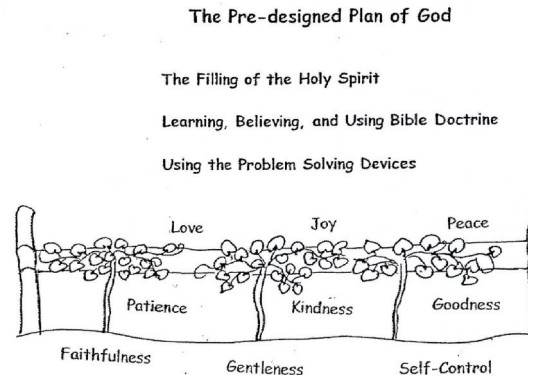 The Pre-designed Plan of God
The Filling of the Holy Spirit
Learning, Believing, and Using Bible Doctrine
Using the Problem Solving Devices
Love Joy Peace
Patience Kindness Goodness
Faithfulness Gentleness Self-Control